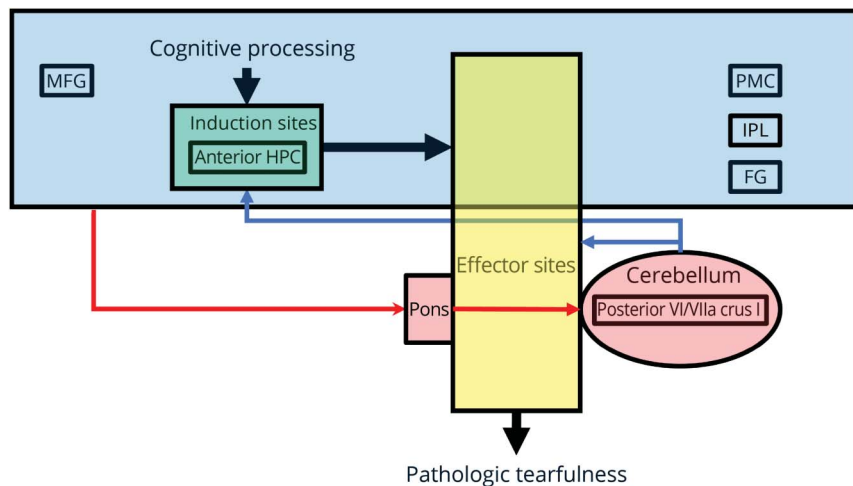 Cognitive processing
MFG
PMC
Induction sites
IPL
Anterior HPC
FG
Effector sites
Cerebellum
Pons
Posterior VI/VIIa crus I
Pathologic tearfulness